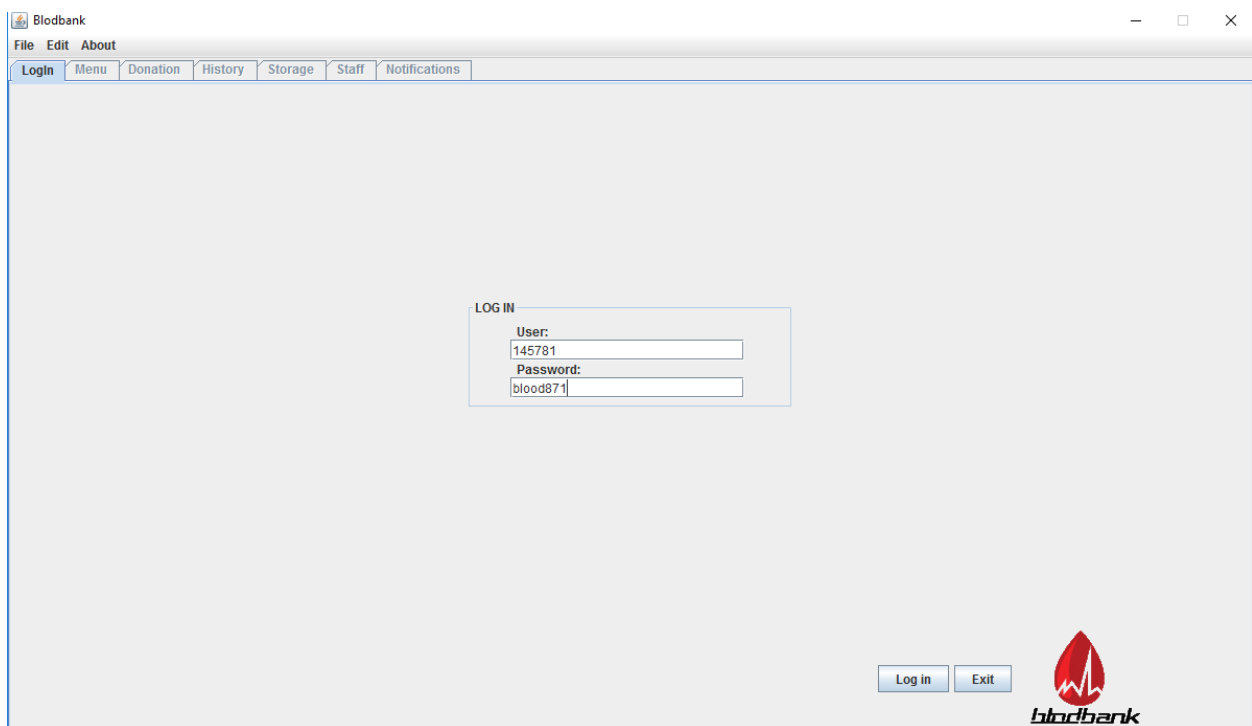 Blodbank
File Edit About
LogIn Menu Donation History Storage Staff Notifications
LOG IN
User:
145781
Password:
blood871
Log in Exit
blodbank